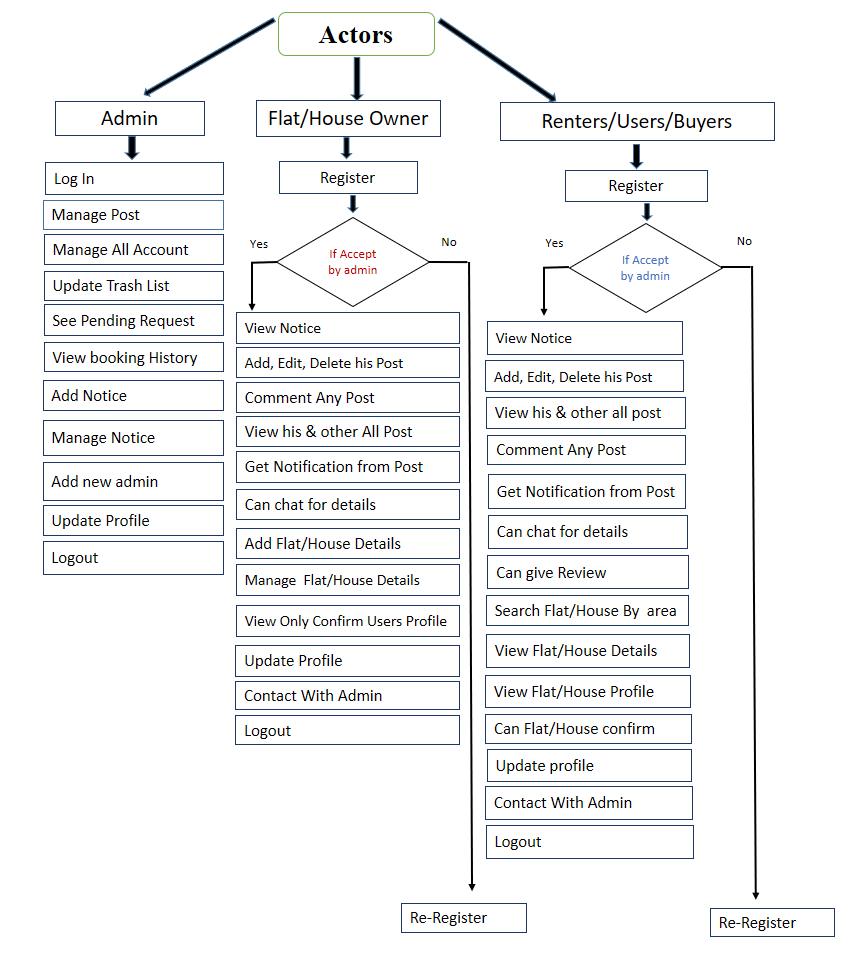 Actors
Admin
Log In
Manage Post
Manage All Account
Update Trash List
See Pending Request
View booking History
Add Notice
Manage Notice
Add new admin
Update Profile
Logout
Flat/House Owner
Register
If Accept
by admin
Yes
No
View Notice
Add, Edit, Delete his Post
Comment Any Post
View his & other All Post
Get Notification from Post
Can chat for details
Add Flat/House Details
Manage  Flat/House Details
View Only Confirm Users Profile
Update Profile
Contact With Admin
Logout
Re-Register
Renters/Users/Buyers
Register
If Accept
by admin
Yes
No
View Notice
Add, Edit, Delete his Post
View his & other all post
Comment Any Post
Get Notification from Post
Can chat for details
Can give Review
Search Flat/House By  area
View Flat/House Details
View Flat/House Profile
Can Flat/House confirm
Update profile
Contact With Admin
Logout
Re-Register